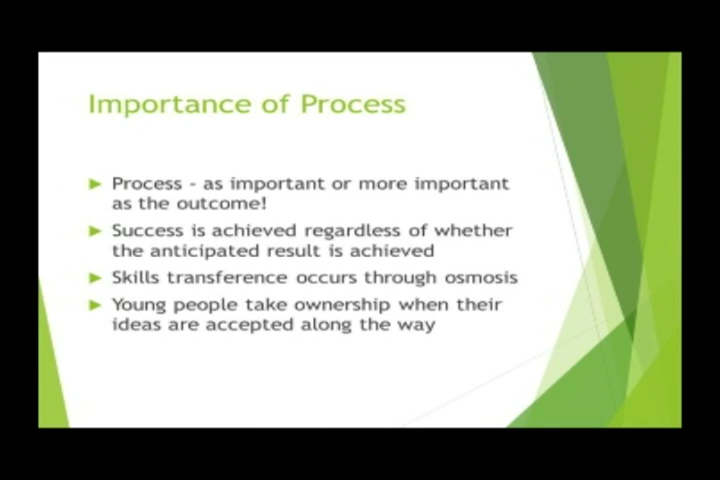 Importance of Process
Process - as important or more important
as the outcome!
Success is achieved regardless of whether
the anticipated result is achieved
Skills transference occurs through osmosis
Young people take ownership when their
ideas are accepted along the way